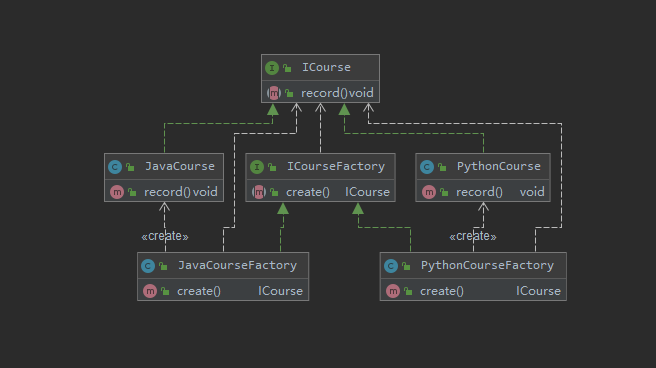 I ICourse
m record() void
C JavaCourse
m record() void
I ICourseFactory
m create() ICourse
C PythonCourse
m record() void
«create»
«create»
C JavaCourseFactory
m create() ICourse
C PythonCourseFactory
m create() ICourse